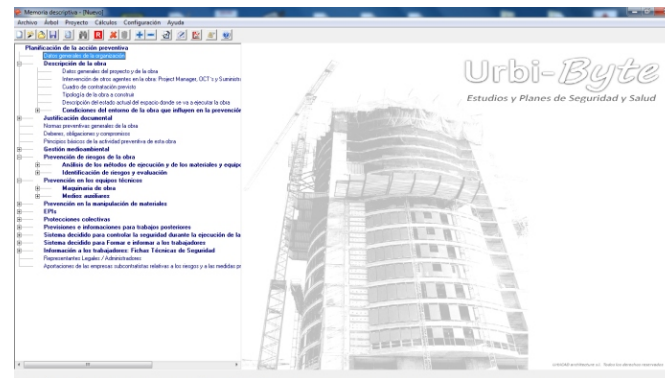 Memoria descriptiva - [Nuevo]
Archivo Árbol Proyecto Cálculos Configuración Ayuda
Planificación de la acción preventiva
Datos generales de la organización
Descripción de la obra
Datos generales del proyecto y de la obra
Intervención de otros agentes en la obra: Project Manager, OCT's y Suministr
Cuadro de contratación previsto
Tipología de la obra a construir
Descripción del estado actual del espacio donde se va a ejecutar la obra
Condiciones del entorno de la obra que influyen en la prevención
Justificación documental
Normas preventivas generales de la obra
Deberes, obligaciones y compromisos
Principios básicos de la actividad preventiva de esta obra
Gestión medioambiental
Prevención de riesgos de la obra
Análisis de los métodos de ejecución y de los materiales y equipo
Identificación de riesgos y evaluación
Prevención en los equipos técnicos
Maquinaria de obra
Medios auxiliares
Prevención en la manipulación de materiales
EPIs
Protecciones colectivas
Previsiones e informaciones para trabajos posteriores
Sistema decidido para controlar la seguridad durante la ejecución de la
Sistema decidido para Formar e informar a los trabajadores
Información a los trabajadores: Fichas Técnicas de Seguridad
Representantes Legales / Administradores
Aportaciones de las empresas subcontratistas relativas a los riesgos y a las medidas pr
Urbi-Byte
Estudios y Planes de Seguridad y Salud